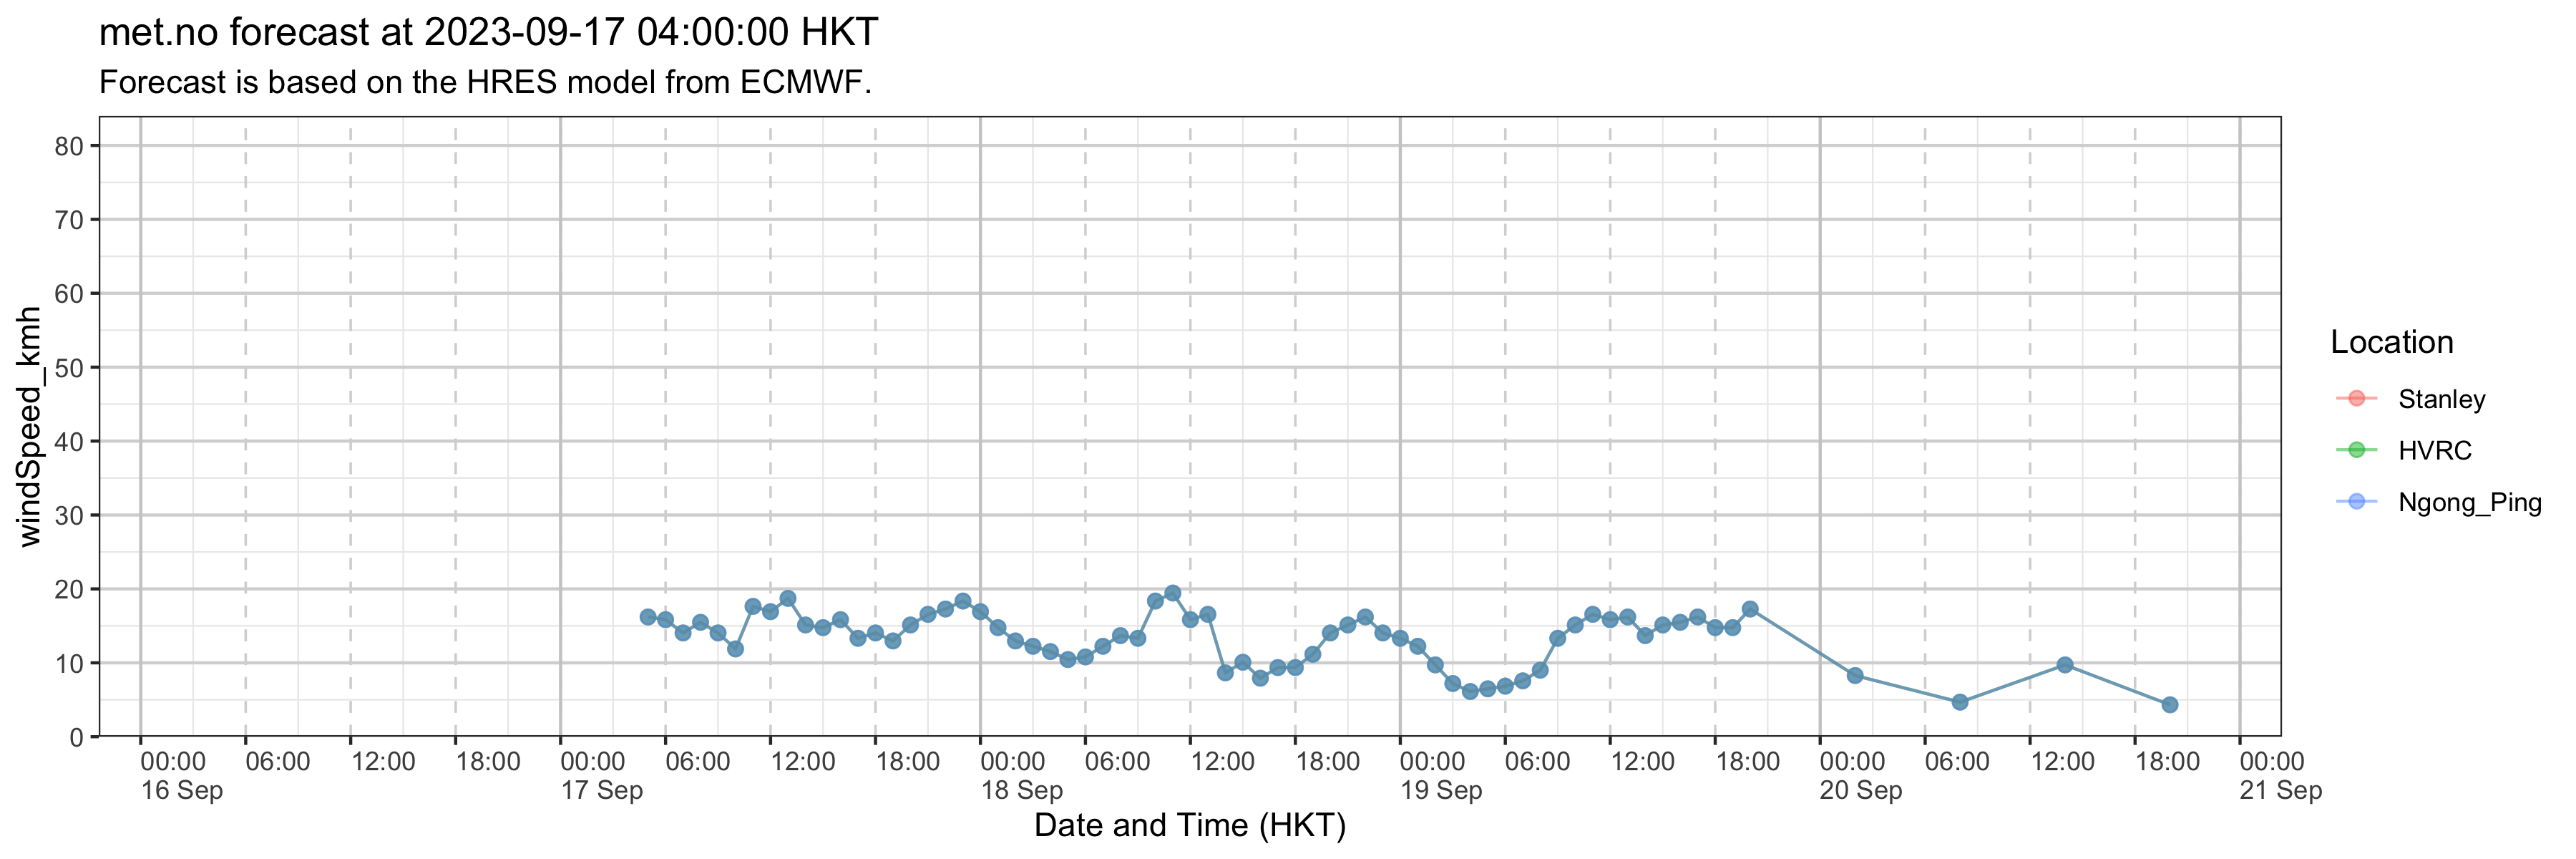 met.no forecast at 2023-09-17 04:00:00 HKT
Forecast is based on the HRES model from ECMWF.
windSpeed_kmh
80
70
60
50
40
30
20
10
0
00:00 06:00 12:00 18:00 00:00 06:00 12:00 18:00 00:00 06:00 12:00 18:00 00:00 06:00 12:00 18:00 00:00 06:00 12:00 18:00 00:00
16 Sep 17 Sep 18 Sep 19 Sep 20 Sep 21 Sep
Date and Time (HKT)
Location
Stanley
HVRC
Ngong_Ping